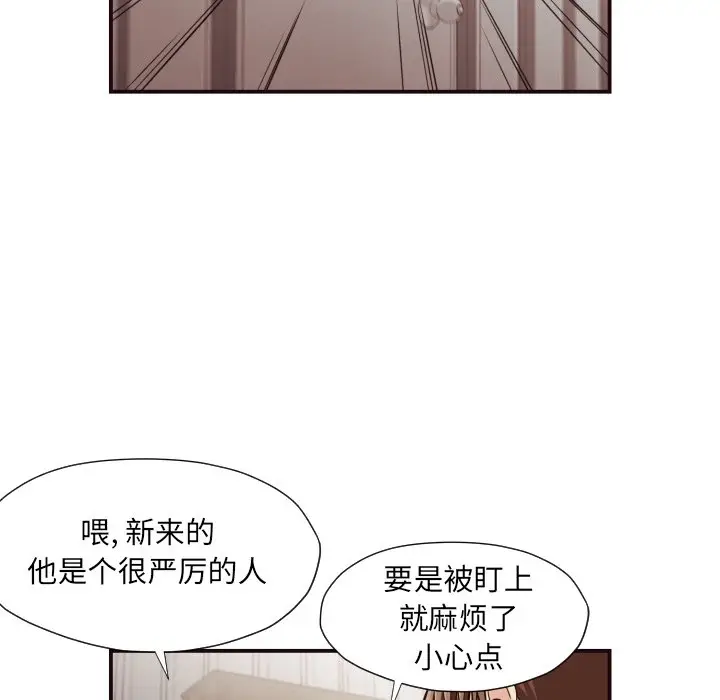 喂, 新来的
他是个很严厉的人
要是被盯上
就麻烦了
小心点